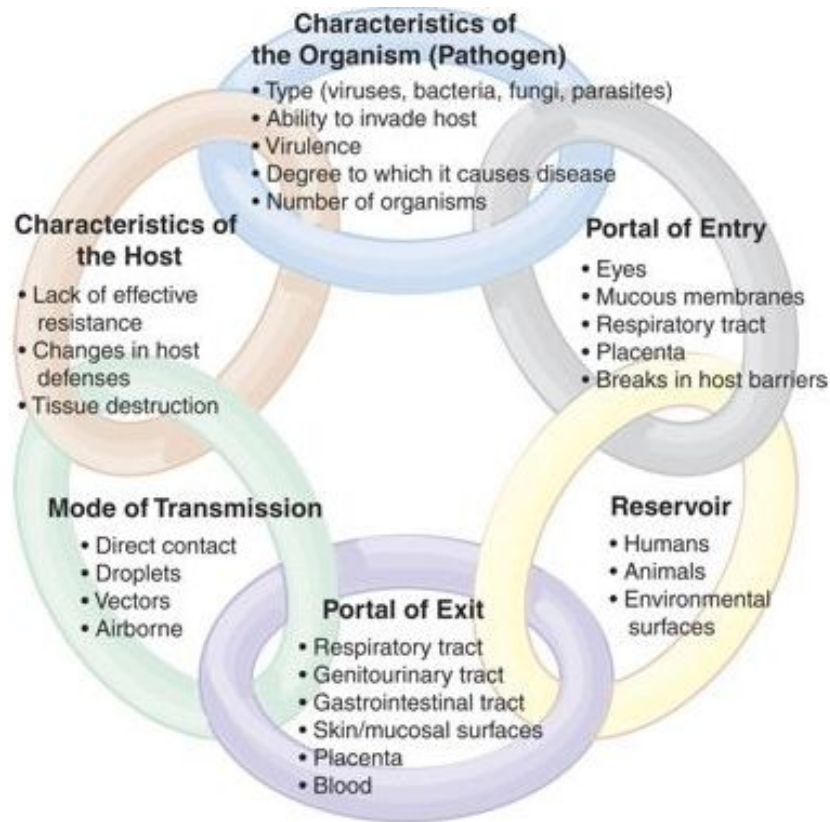 Characteristics of
the Organism (Pathogen)
• Type (viruses, bacteria, fungi, parasites)
• Ability to invade host
• Virulence
• Degree to which it causes disease
• Number of organisms
Portal of Entry
• Eyes
• Mucous membranes
• Respiratory tract
• Placenta
• Breaks in host barriers
Reservoir
• Humans
• Animals
• Environmental
surfaces
Portal of Exit
• Respiratory tract
• Genitourinary tract
• Gastrointestinal tract
• Skin/mucosal surfaces
• Placenta
• Blood
Mode of Transmission
• Direct contact
• Droplets
• Vectors
• Airborne
Characteristics of
the Host
• Lack of effective
resistance
• Changes in host
defenses
• Tissue destruction